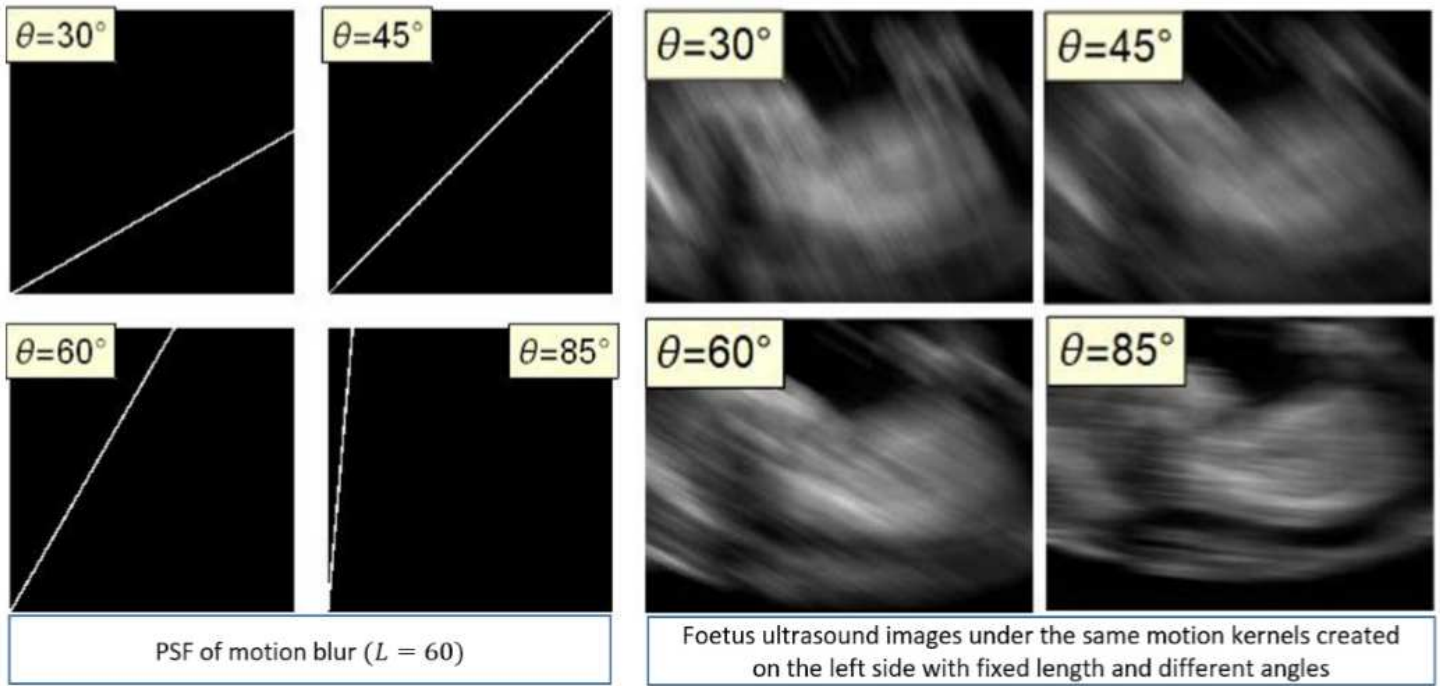 θ=30°
θ=45°
θ=60°
θ=85°
PSF of motion blur (L = 60)
θ=30°
θ=45°
θ=60°
θ=85°
Foetus ultrasound images under the same motion kernels created
on the left side with fixed length and different angles